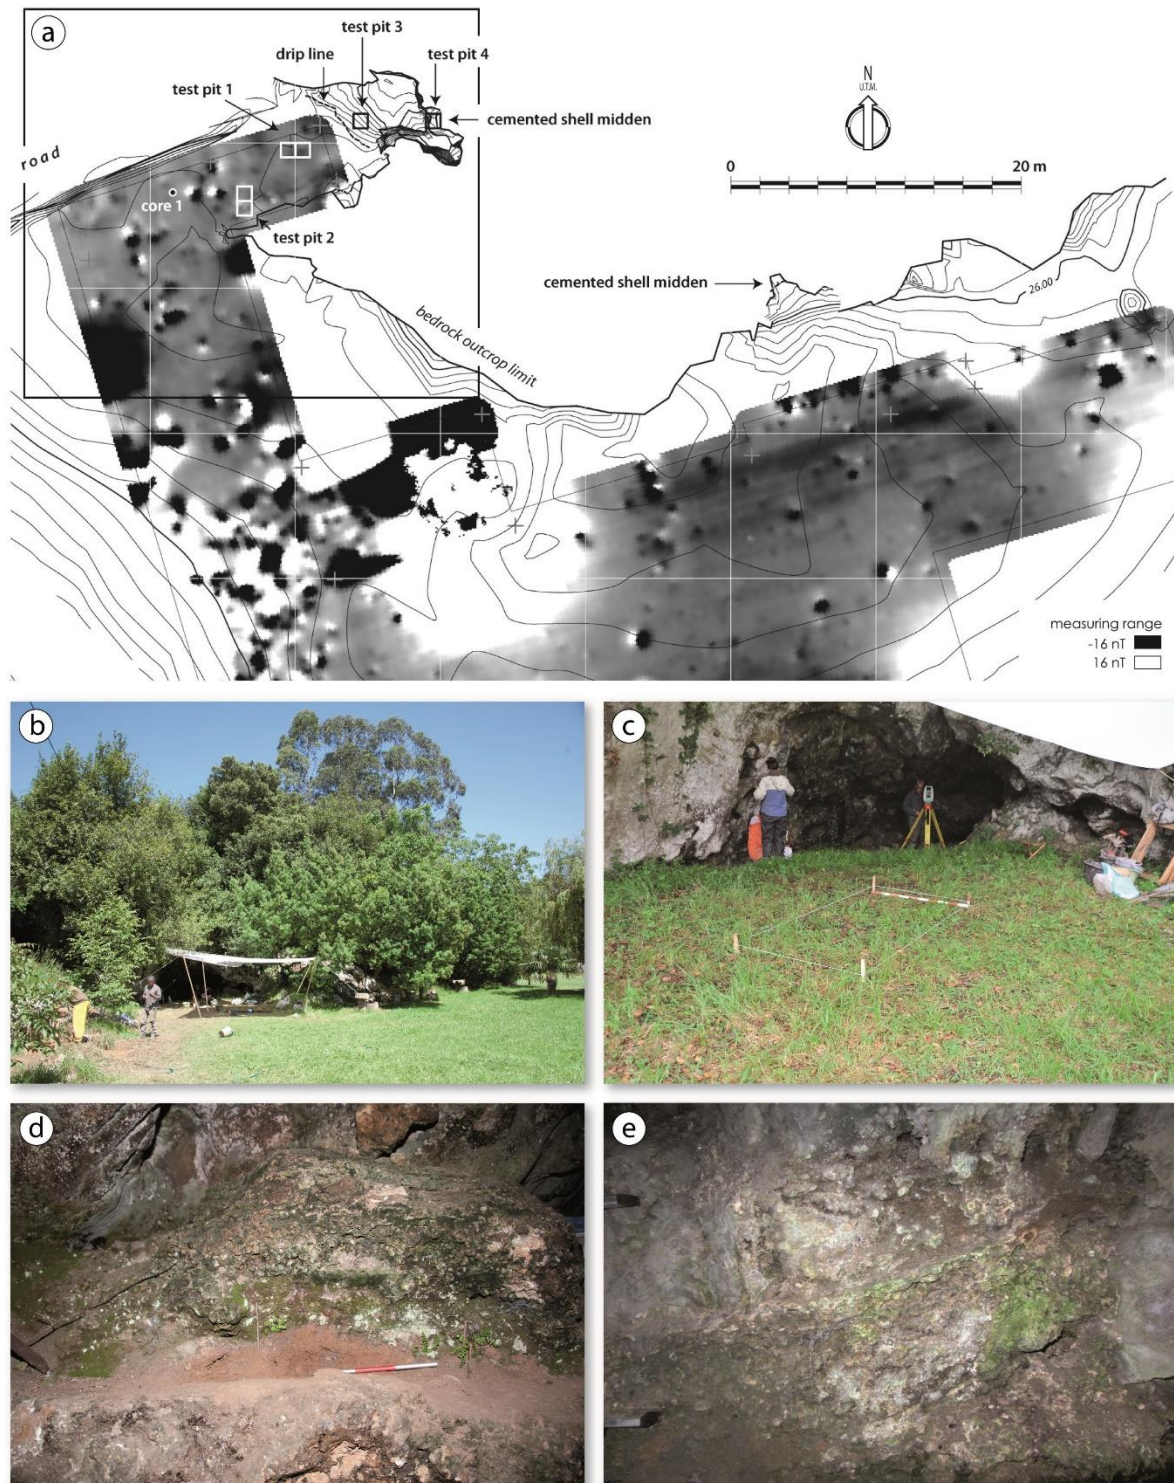 a
test pit 3
drip line
test pit 4
test pit 1
cemented shell midden
road
core 1
test pit 2
N
U.T.M.
0 20 m
cemented shell midden
26.00
bedrock outcrop limit
measuring range
-16 nT
16 nT
b
c
d
e